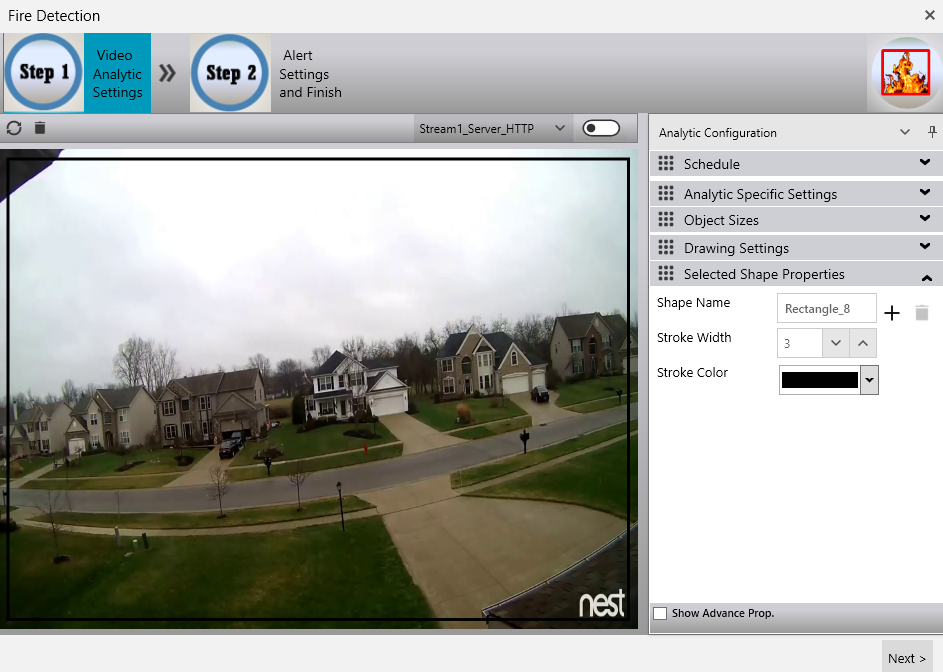 Fire Detection
Step 1
Video
Analytic
Settings
Step 2
Alert
Settings
and Finish
Stream1_Server_HTTP
Analytic Configuration
Schedule
Analytic Specific Settings
Object Sizes
Drawing Settings
Selected Shape Properties
Shape Name
Rectangle_8
Stroke Width
3
Stroke Color
nest
Show Advance Prop.
Next >